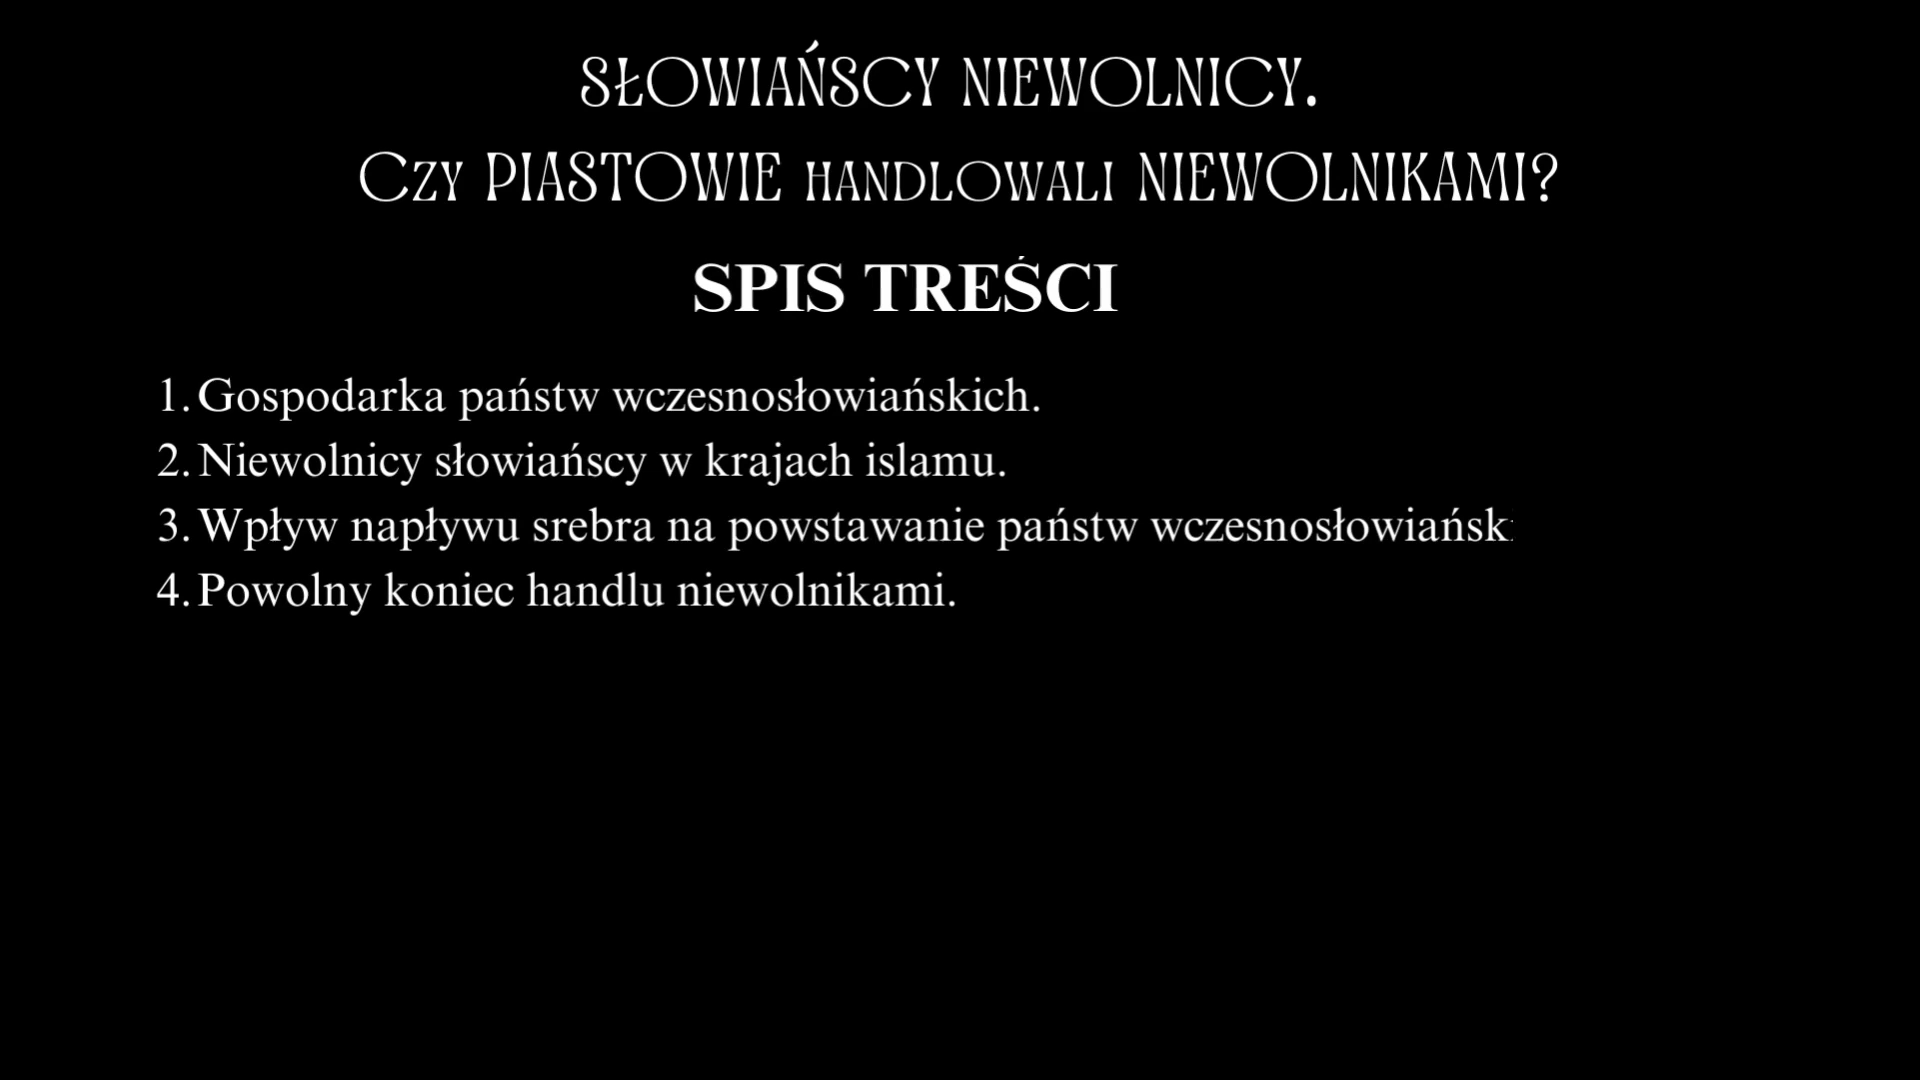 SŁOWIAŃSCY NIEWOLNICY.
Czy PIASTOWIE handlowali NIEWOLNIKAMI?
SPIS TREŚCI
1. Gospodarka państw wczesnosłowiańskich.
2. Niewolnicy słowiańscy w krajach islamu.
3. Wpływ napływu srebra na powstawanie państw
4. Powolny koniec handlu niewolnikami.